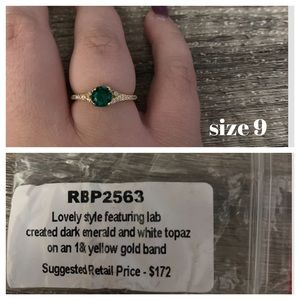 size 9
RBP2563
Lovely style featuring lab
created dark emerald and white topaz
on an 18k yellow gold band
Suggested Retail Price - $172